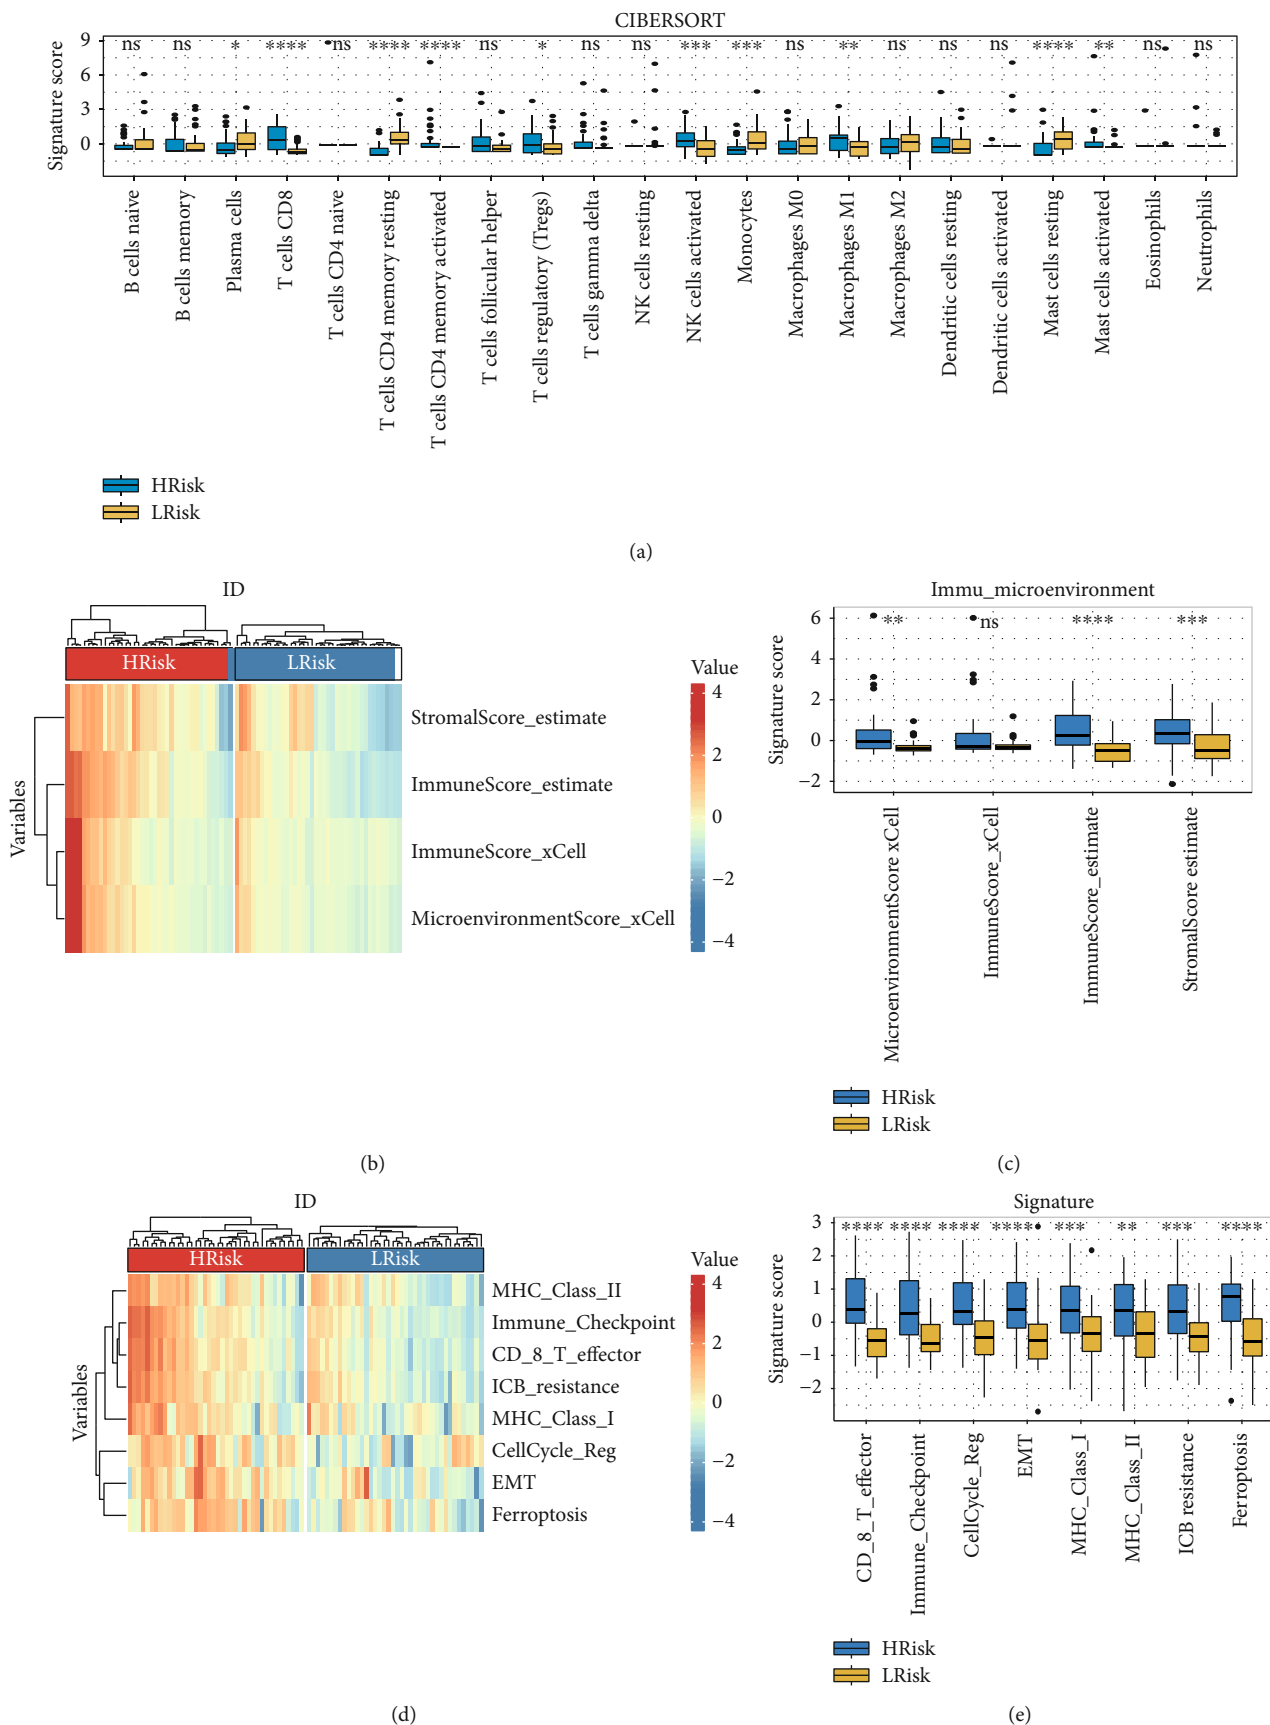 CIBERSORT
Signature score
9
6
3
0
ns ns * **** ns **** **** ns * ns ns *** *** ns ** ns ns ns **** ** ns ns
B cells naive
B cells memory
Plasma cells
T cells CD8
T cells CD4 naive
T cells CD4 memory resting
T cells CD4 memory activated
T cells follicular helper
T cells regulatory (Tregs)
T cells gamma delta
NK cells resting
NK cells activated
Monocytes
Macrophages M0
Macrophages M1
Macrophages M2
Dendritic cells resting
Dendritic cells activated
Mast cells resting
Mast cells activated
Eosinophils
Neutrophils
HRisk
LRisk
(a)
ID
HRisk LRisk
Variables
StromalScore_estimate
ImmuneScore_estimate
ImmuneScore_xCell
MicroenvironmentScore_xCell
Value
4
2
0
−2
−4
(b)
Immu_microenvironment
Signature score
6
4
2
0
−2
** ns **** ***
MicroenvironmentScore xCell
ImmuneScore_xCell
ImmuneScore_estimate
StromalScore estimate
HRisk
LRisk
(c)
ID
HRisk LRisk
Variables
MHC_Class_II
Immune_Checkpoint
CD_8_T_effector
ICB_resistance
MHC_Class_I
CellCycle_Reg
EMT
Ferroptosis
Value
4
2
0
−2
−4
(d)
Signature
Signature score
3
2
1
0
−1
−2
**** **** **** **** *** ** *** ****
CD_8_T_effector
Immune_Checkpoint
CellCycle_Reg
EMT
MHC_Class_I
MHC_Class_II
ICB resistance
Ferroptosis
HRisk
LRisk
(e)